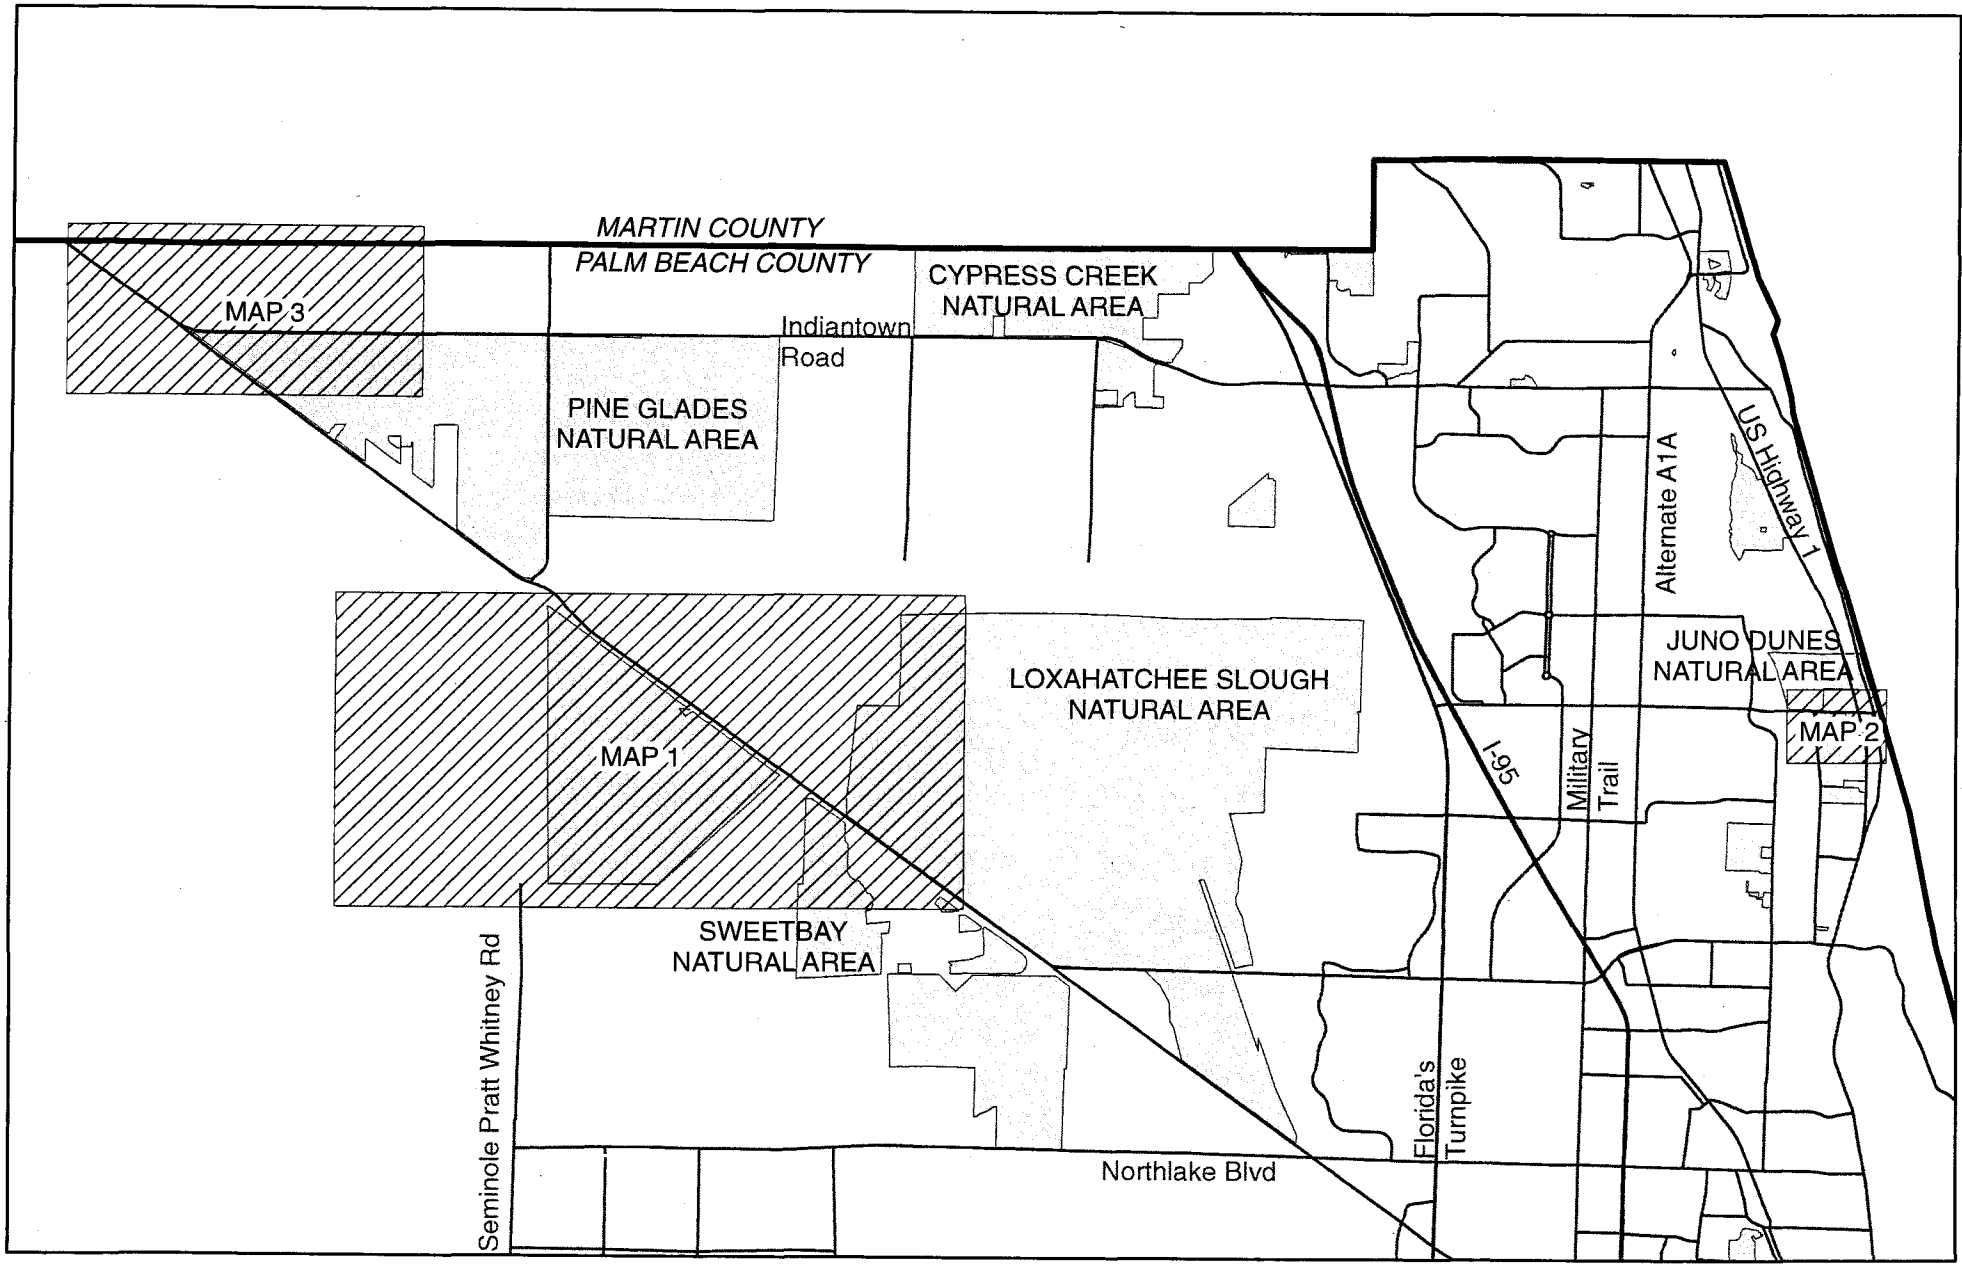 MARTIN COUNTY
PALM BEACH COUNTY
CYPRESS CREEK
NATURAL AREA
MAP 3
Indiantown
Road
PINE GLADES
NATURAL AREA
US Highway 1
Alternate A1A
JUNO DUNES
NATURAL AREA
LOXAHATCHEE SLOUGH
NATURAL AREA
MAP 2
MAP 1
I-95
Military
Trail
SWEETBAY
NATURAL AREA
Seminole Pratt Whitney Rd
Florida's
Turnpike
Northlake Blvd